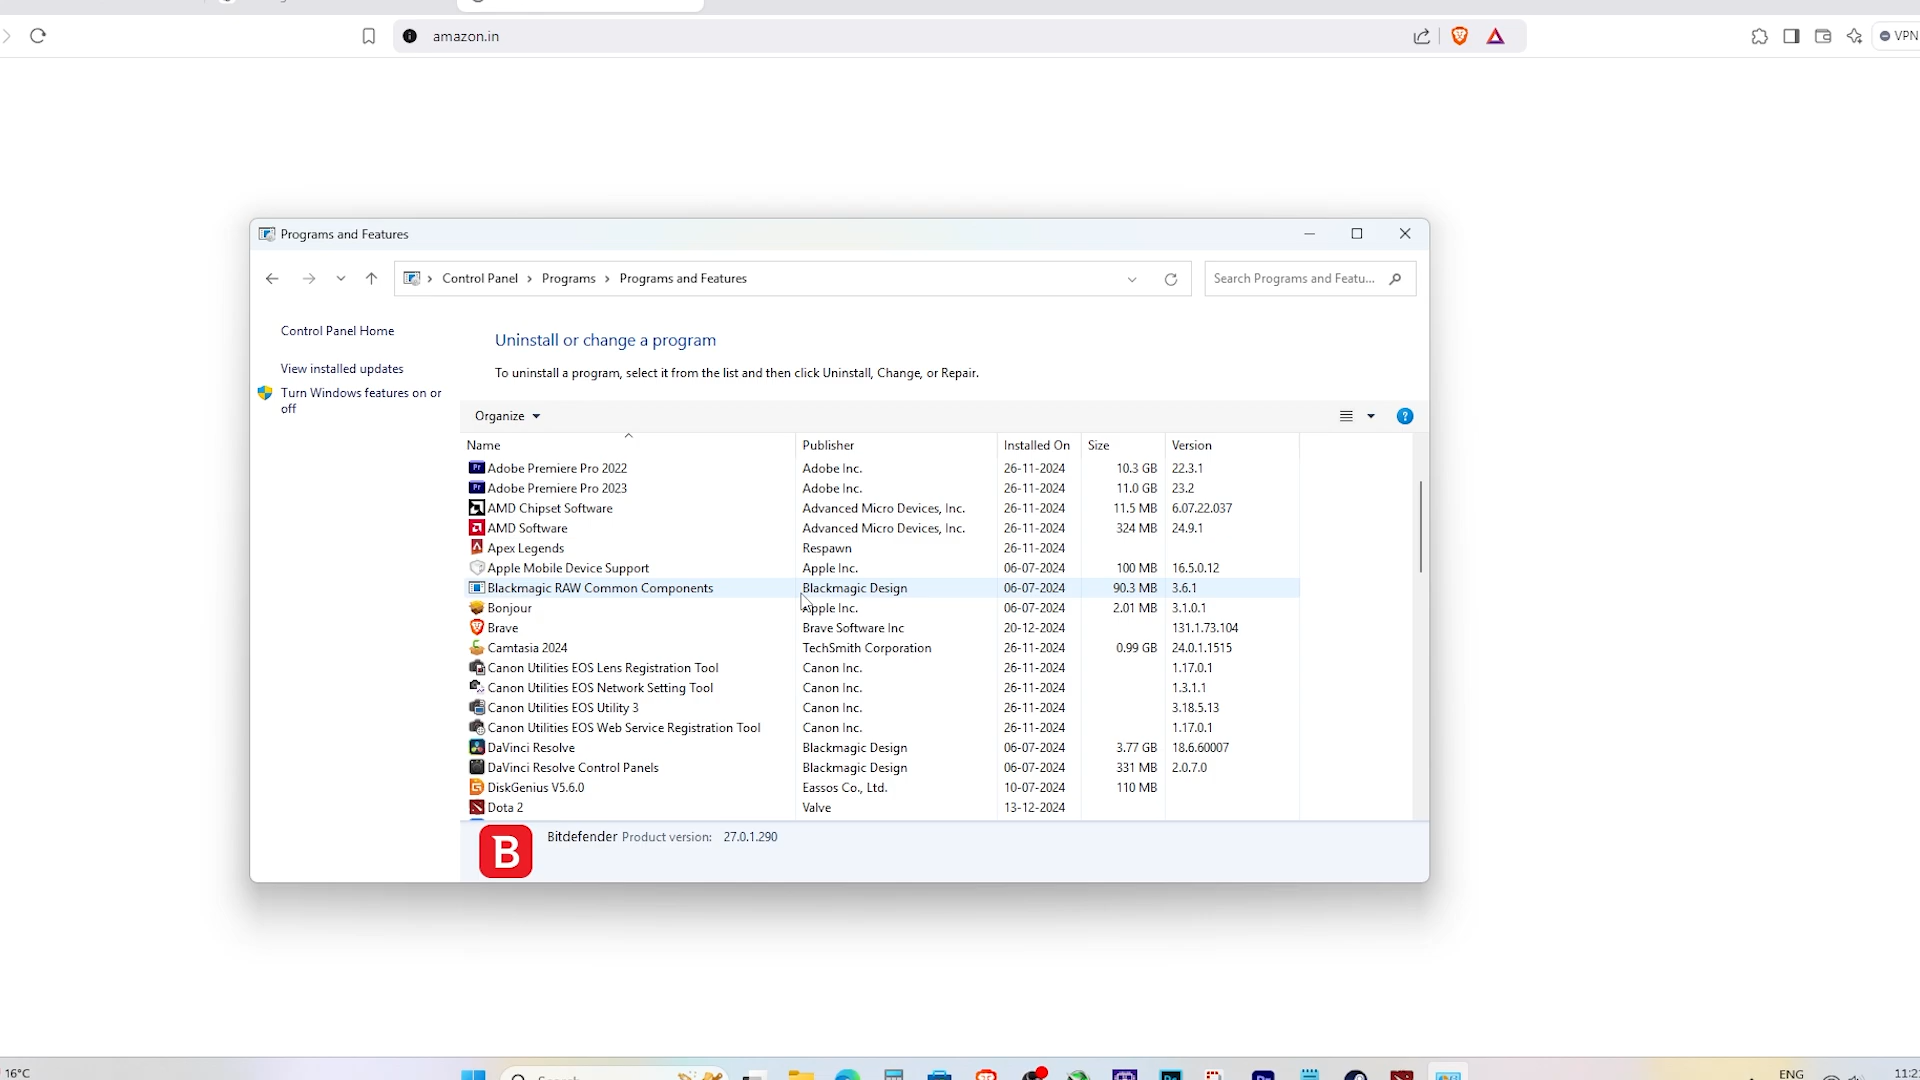 amazon.in
VPN
Programs and Features
Control Panel > Programs > Programs and Features
Search Programs and Featu...
Control Panel Home
View installed updates
Turn Windows features on or
off
Uninstall or change a program
To uninstall a program, select it from the list and then click Uninstall, Change, or Repair.
Organize
Name Publisher Installed On Size Version
Adobe Premiere Pro 2022 Adobe Inc. 26-11-2024 10.3 GB 22.3.1
Adobe Premiere Pro 2023 Adobe Inc. 26-11-2024 11.0 GB 23.2
AMD Chipset Software Advanced Micro Devices, Inc. 26-11-2024 11.5 MB 6.07.22.037
AMD Software Advanced Micro Devices, Inc. 26-11-2024 324 MB 24.9.1
Apex Legends Respawn 26-11-2024
Apple Mobile Device Support Apple Inc. 06-07-2024 100 MB 16.5.0.12
Blackmagic RAW Common Components Blackmagic Design 06-07-2024 90.3 MB 3.6.1
Bonjour Apple Inc. 06-07-2024 2.01 MB 3.1.0.1
Brave Brave Software Inc 20-12-2024 131.1.73.104
Camtasia 2024 TechSmith Corporation 26-11-2024 0.99 GB 24.0.1.1515
Canon Utilities EOS Lens Registration Tool Canon Inc. 26-11-2024 1.17.0.1
Canon Utilities EOS Network Setting Tool Canon Inc. 26-11-2024 1.3.1.1
Canon Utilities EOS Utility 3 Canon Inc. 26-11-2024 3.18.5.13
Canon Utilities EOS Web Service Registration Tool Canon Inc. 26-11-2024 1.17.0.1
DaVinci Resolve Blackmagic Design 06-07-2024 3.77 GB 18.6.60007
DaVinci Resolve Control Panels Blackmagic Design 06-07-2024 331 MB 2.0.7.0
DiskGenius V5.6.0 Eassos Co., Ltd. 10-07-2024 110 MB
Dota 2 Valve 13-12-2024
B Bitdefender Product version: 27.0.1.290
16°C
Search
ENG